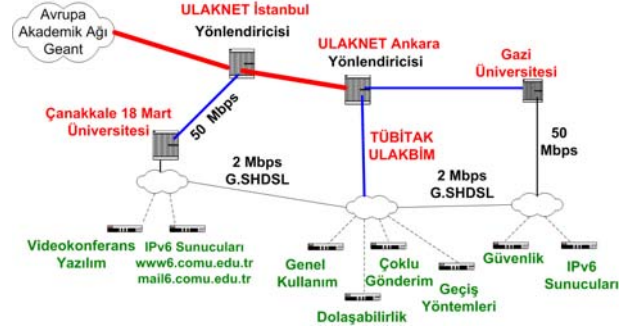 Avrupa
Akademik Ağı
Geant
ULAKNET İstanbul
Yönlendiricisi
ULAKNET Ankara
Yönlendiricisi
Gazi
Üniversitesi
Çanakkale 18 Mart
Üniversitesi
50 Mbps
TÜBİTAK
ULAKBİM
50
Mbps
2 Mbps
G.SHDSL
2 Mbps
G.SHDSL
Videokonferans
Yazılım
IPv6 Sunucuları
www6.comu.edu.tr
mail6.comu.edu.tr
Genel
Kullanım
Dolaşabilirlik
Çoklu
Gönderim
Geçiş
Yöntemleri
Güvenlik
IPv6
Sunucuları